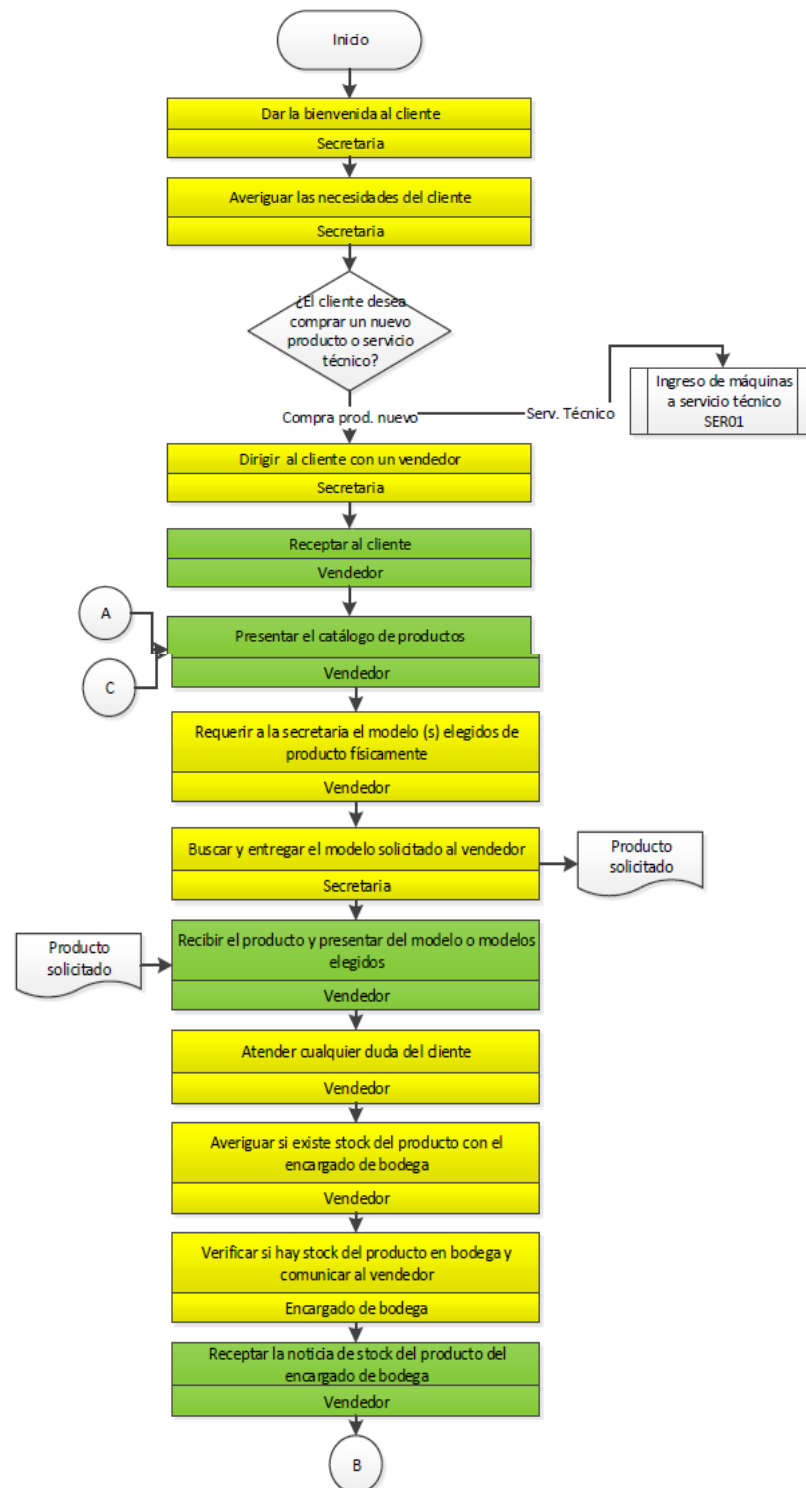 Inicio
Dar la bienvenida al cliente
Secretaria
Averiguar las necesidades del cliente
Secretaria
¿El cliente desea
comprar un nuevo
producto o servicio
técnico?
Compra prod. nuevo
Serv. Técnico
Ingreso de máquinas
a servicio técnico
SER01
Dirigir al cliente con un vendedor
Secretaria
Receptar al cliente
Vendedor
A
Presentar el catálogo de productos
C
Vendedor
Requerir a la secretaria el modelo (s) elegidos de
producto físicamente
Vendedor
Buscar y entregar el modelo solicitado al vendedor
Secretaria
Producto
solicitado
Producto
solicitado
Recibir el producto y presentar del modelo o modelos
elegidos
Vendedor
Atender cualquier duda del cliente
Vendedor
Averiguar si existe stock del producto con el
encargado de bodega
Vendedor
Verificar si hay stock del producto en bodega y
comunicar al vendedor
Encargado de bodega
Receptar la noticia de stock del producto del
encargado de bodega
Vendedor
B